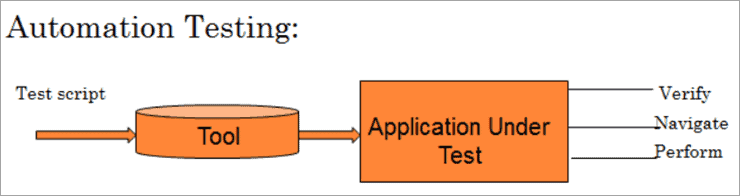 Automation Testing:
Test script
Tool
Application Under
Test
Verify
Navigate
Perform